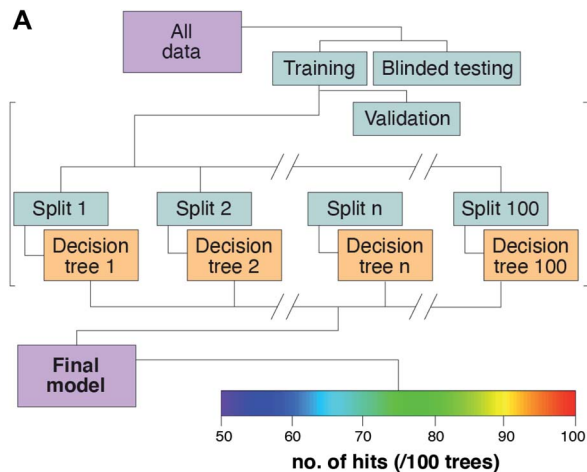 A
All
data
Training
Blinded testing
Validation
Split 1
Split 2
Split n
Split 100
Decision
tree 1
Decision
tree 2
Decision
tree n
Decision
tree 100
Final
model
50 60 70 80 90 100
no. of hits (/100 trees)